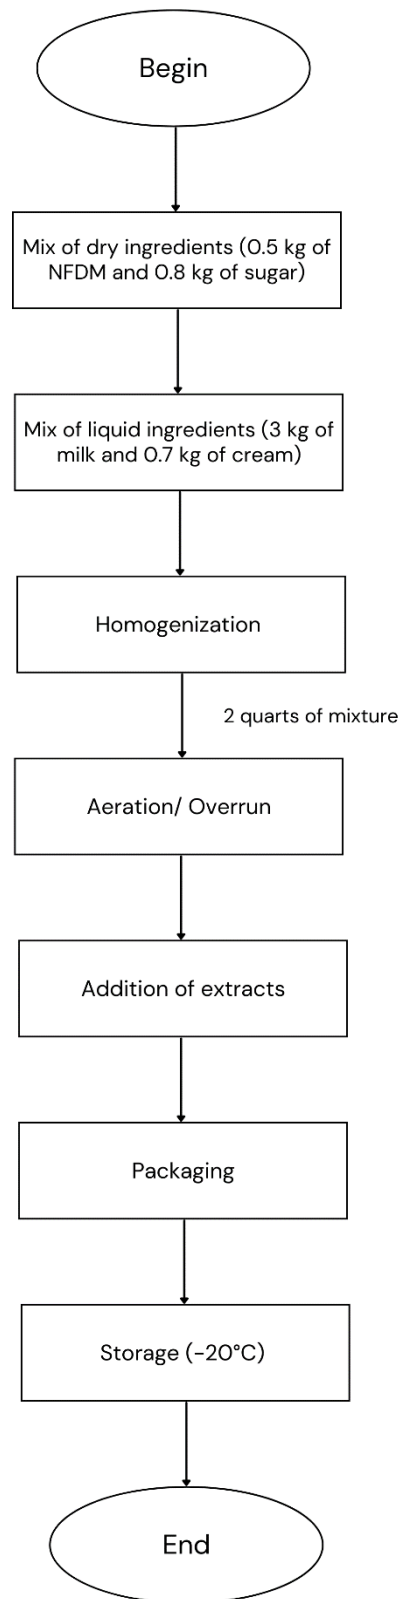 Begin
Mix of dry ingredients (0.5 kg of
NFDM and 0.8 kg of sugar)
Mix of liquid ingredients (3 kg of
milk and 0.7 kg of cream)
Homogenization
2 quarts of mixture
Aeration/ Overrun
Addition of extracts
Packaging
Storage (-20°C)
End